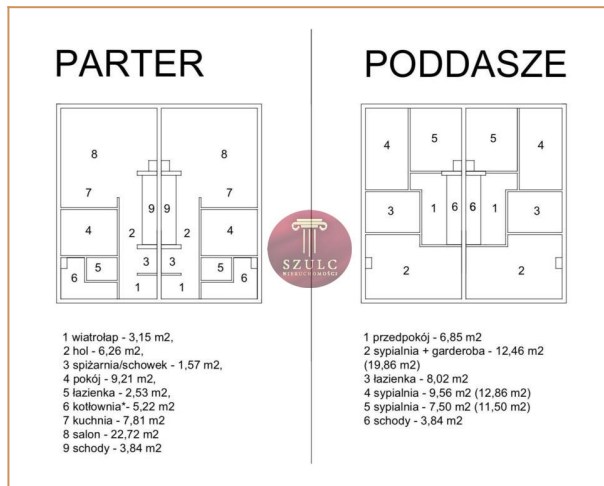 PARTER
8
8
7
7
9
9
4
2
2
4
5
3
3
5
6
6
1
1
1 wiatrołap - 3,15 m2,
2 hol - 6,26 m2,
3 spiżarnia/schowek - 1,57 m2,
4 pokój - 9,21 m2,
5 łazienka - 2,53 m2,
6 kotłownia*- 5,22 m2
7 kuchnia - 7,81 m2
8 salon - 22,72 m2
9 schody - 3,84 m2
SZULC
NIERUCHOMOŚCI
PODDASZE
4
5
5
4
3
1
6
6
1
3
2
2
1 przedpokój - 6,85 m2
2 sypialnia + garderoba - 12,46 m2
(19,86 m2)
3 łazienka - 8,02 m2
4 sypialnia - 9,56 m2 (12,86 m2)
5 sypialnia - 7,50 m2 (11,50 m2)
6 schody - 3,84 m2